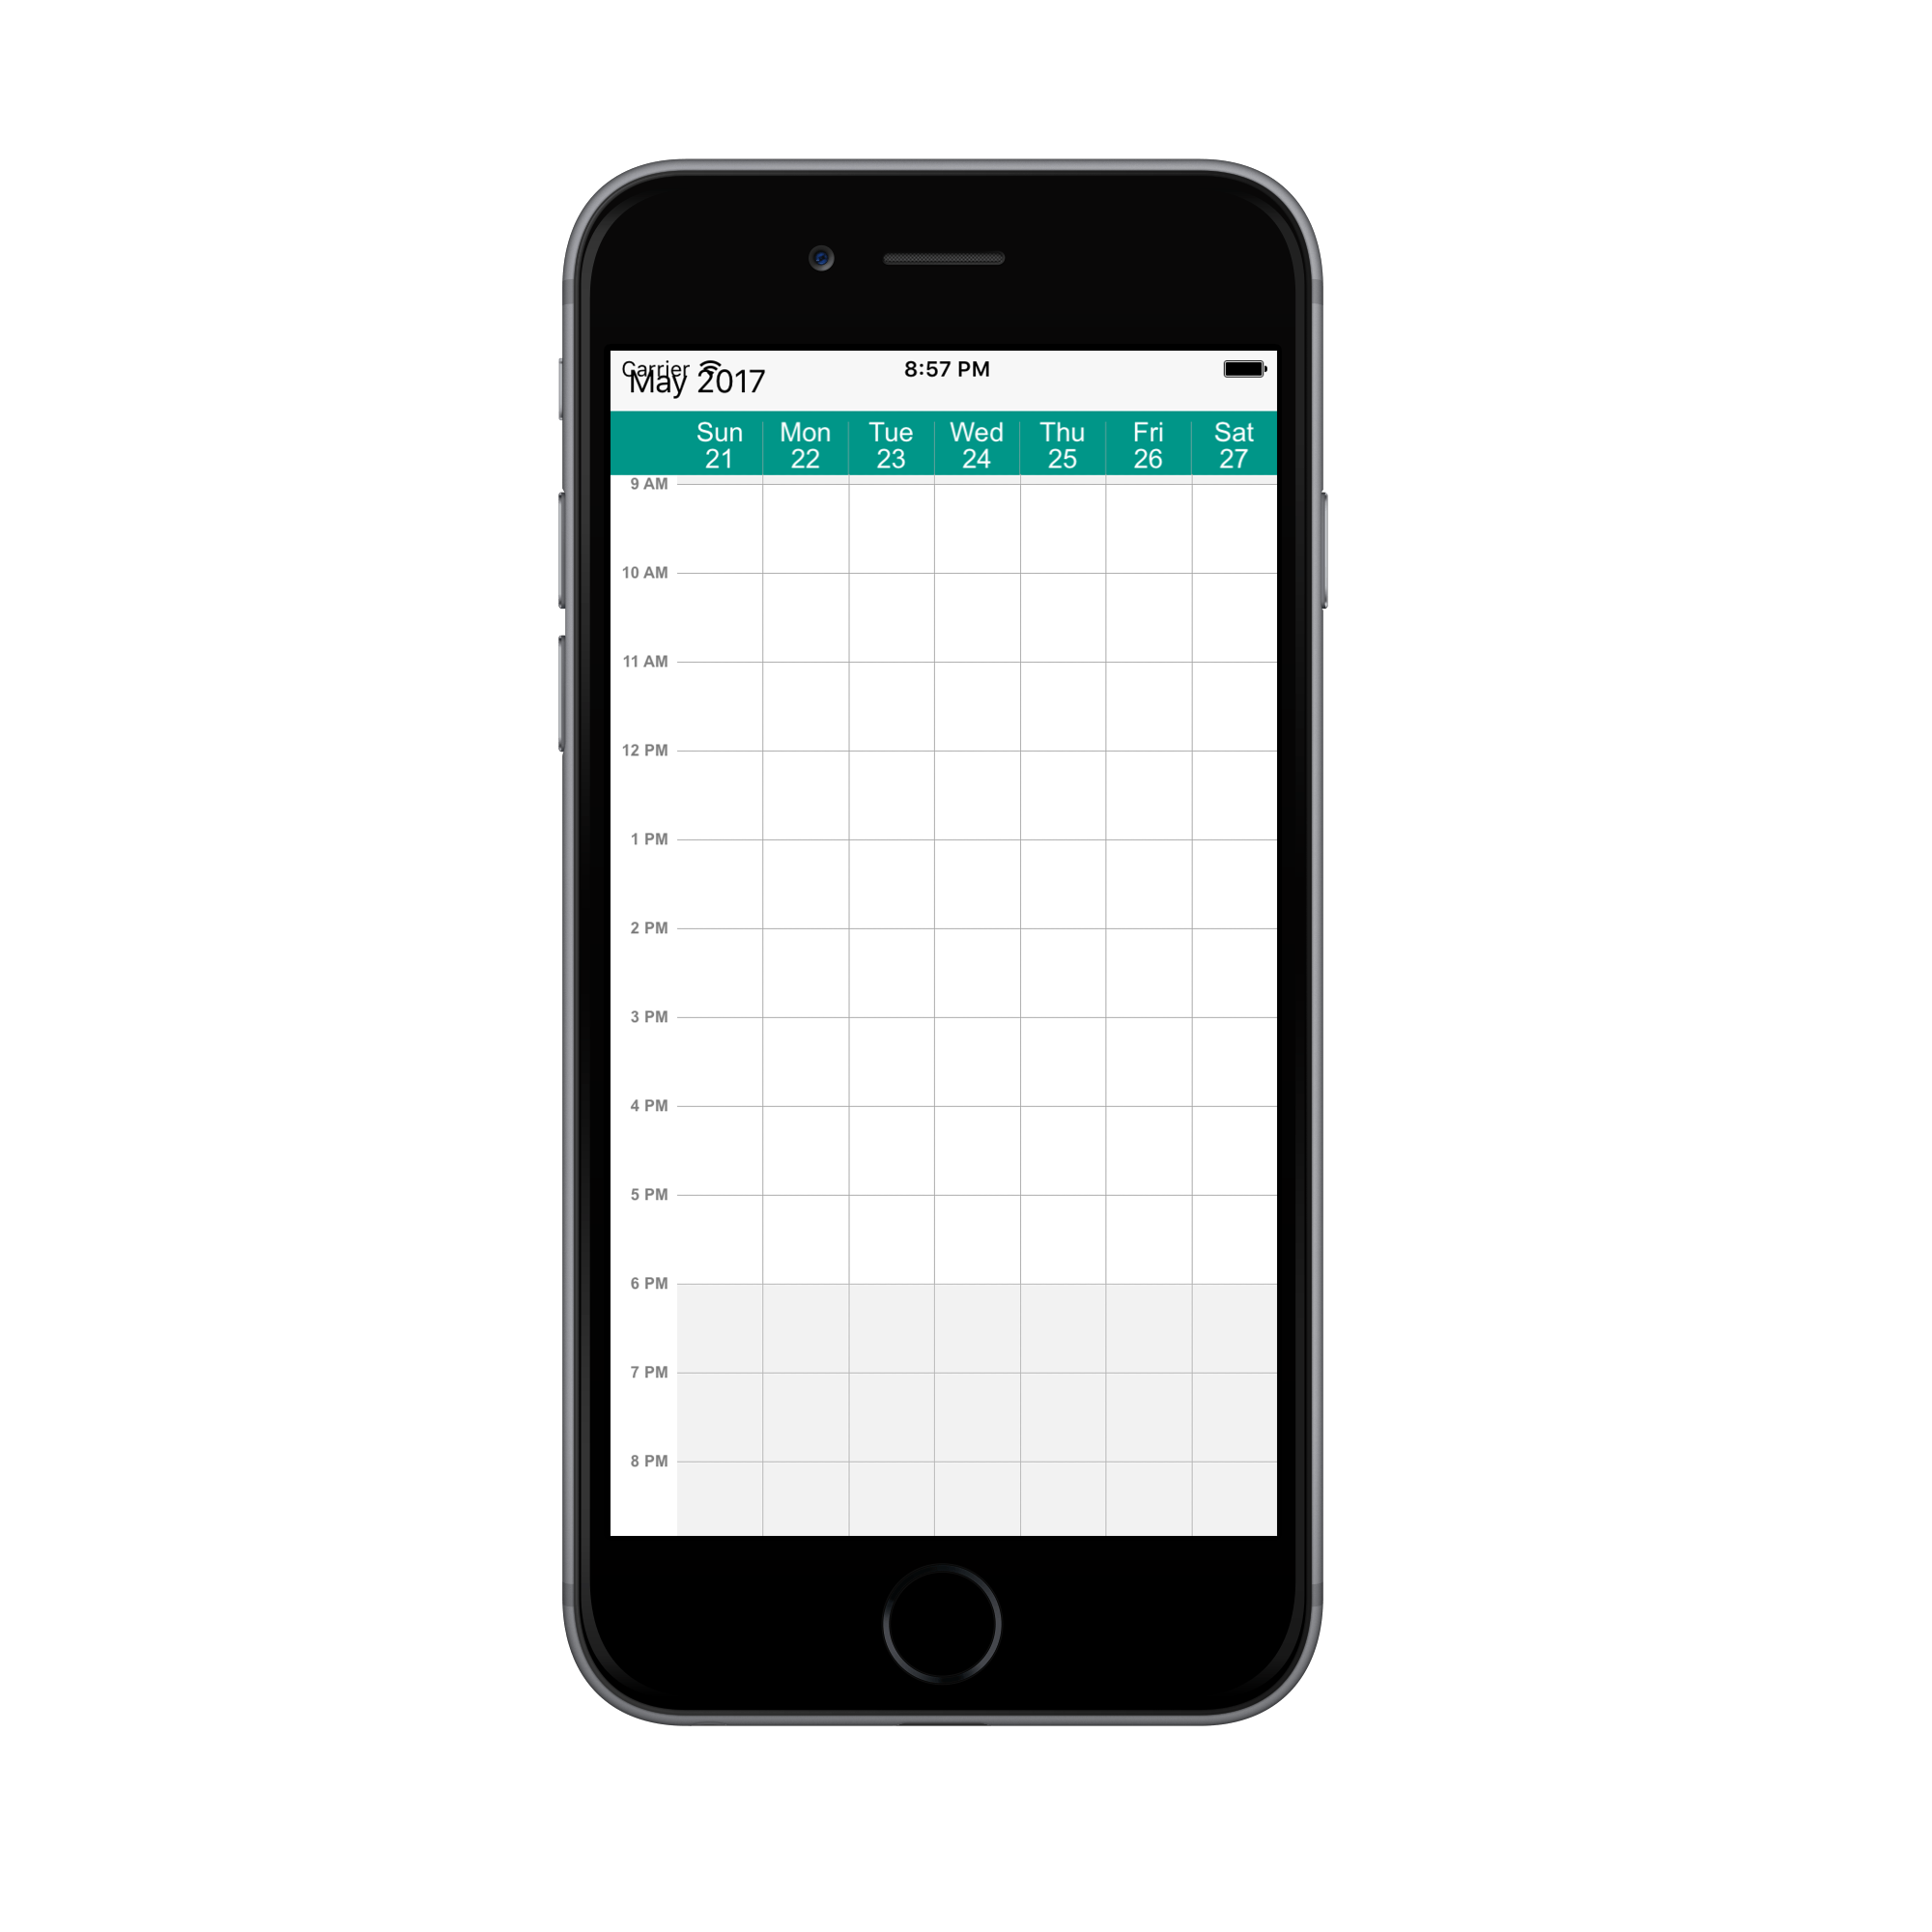 Carrier 8:57 PM
May 2017
Sun Mon Tue Wed Thu Fri Sat
21 22 23 24 25 26 27
9 AM
10 AM
11 AM
12 PM
1 PM
2 PM
3 PM
4 PM
5 PM
6 PM
7 PM
8 PM